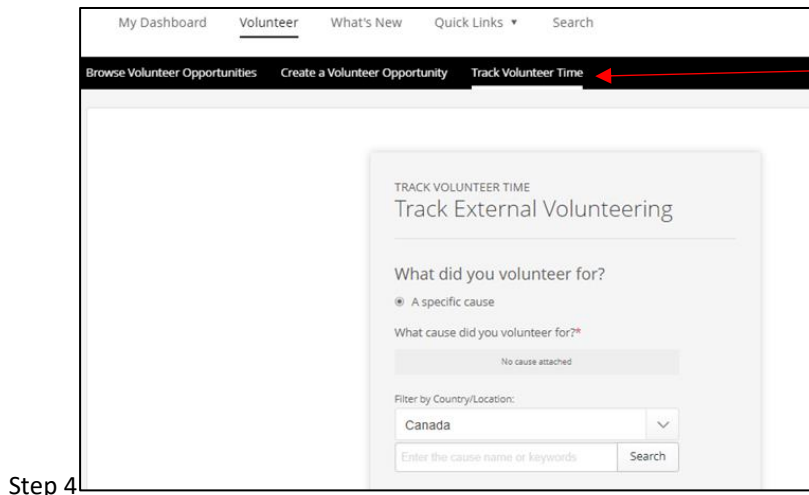 My Dashboard Volunteer What's New Quick Links ▼ Search
Browse Volunteer Opportunities Create a Volunteer Opportunity Track Volunteer Time
TRACK VOLUNTEER TIME
Track External Volunteering
What did you volunteer for?
A specific cause
What cause did you volunteer for?*
No cause attached
Filter by Country/Location:
Canada
Enter the cause name or keywords Search
Step 4